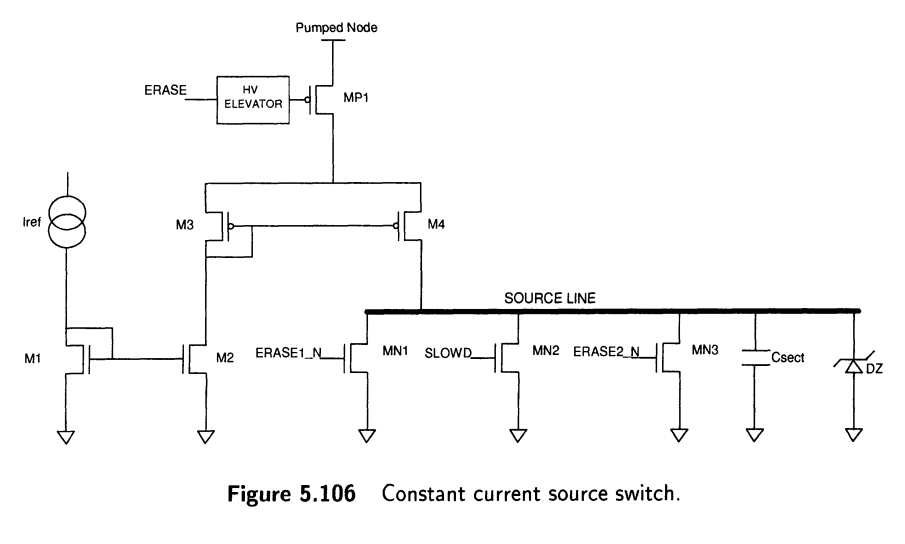 Pumped Node
ERASE
HV
ELEVATOR
MP1
Iref
M3
M4
SOURCE LINE
M1
M2
ERASE1_N
MN1
SLOWD
MN2
ERASE2_N
MN3
Csect
DZ
Figure 5.106 Constant current source switch.